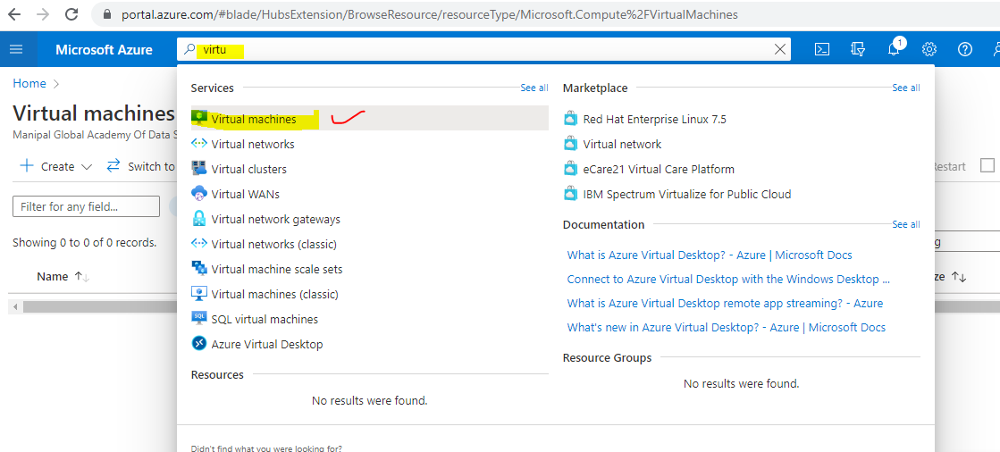 portal.azure.com/#blade/HubsExtension/BrowseResource/resourceType/Microsoft.Compute%2FVirtualMachines
Microsoft Azure
virtu
1
Home >
Virtual machines
Manipal Global Academy Of Data S
+ Create
Switch to
Restart
Filter for any field...
Showing 0 to 0 of 0 records.
Name ↑↓
ze ↑↓
g
Services
See all
Virtual machines
Virtual networks
Virtual clusters
Virtual WANs
Virtual network gateways
Virtual networks (classic)
Virtual machine scale sets
Virtual machines (classic)
SQL virtual machines
Azure Virtual Desktop
Resources
No results were found.
Marketplace
See all
Red Hat Enterprise Linux 7.5
Virtual network
eCare21 Virtual Care Platform
IBM Spectrum Virtualize for Public Cloud
Documentation
See all
What is Azure Virtual Desktop? - Azure | Microsoft Docs
Connect to Azure Virtual Desktop with the Windows Desktop ...
What is Azure Virtual Desktop remote app streaming? - Azure
What's new in Azure Virtual Desktop? - Azure | Microsoft Docs
Resource Groups
No results were found.
Didn't find what you were looking for?